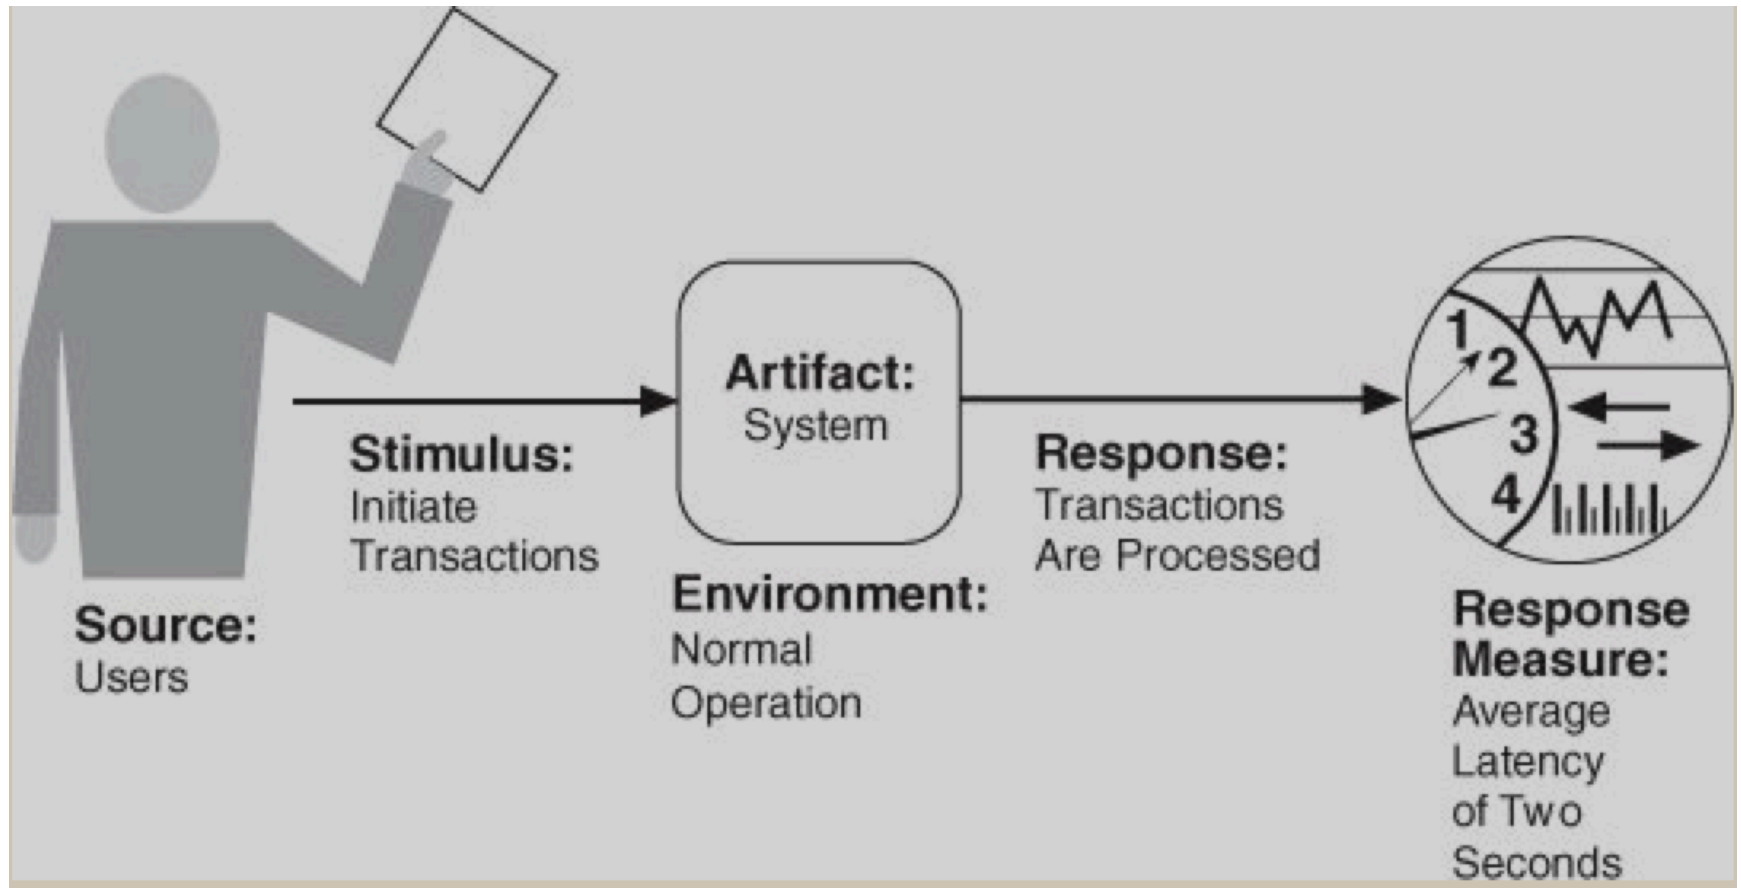 Source:
Users
Stimulus:
Initiate
Transactions
Artifact:
System
Environment:
Normal
Operation
Response:
Transactions
Are Processed
1
2
3
4
Response
Measure:
Average
Latency
of Two
Seconds